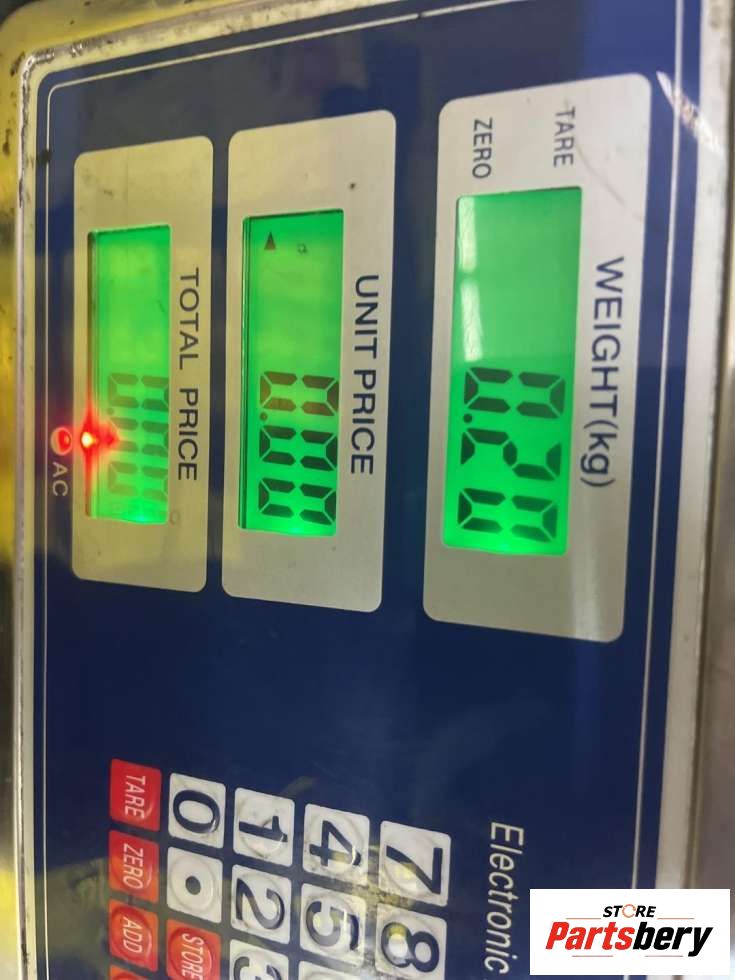 TARE
ZERO
WEIGHT(kg)
0.20
UNIT PRICE
0.00
TOTAL PRICE
0.00
AC
Electronic
7 8
4 5
1 2 3
0 • STORE
TARE ZERO ADD
STORE
Partsbery